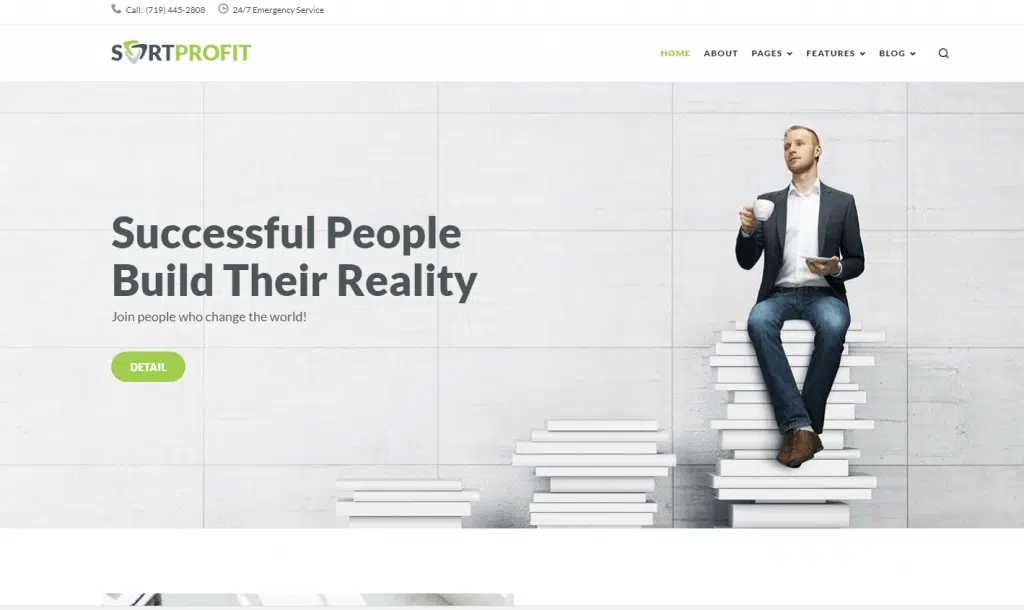 Call: (719) 445-2808 24/7 Emergency Service
SORTPROFIT
HOME ABOUT PAGES FEATURES BLOG
Successful People
Build Their Reality
Join people who change the world!
DETAIL